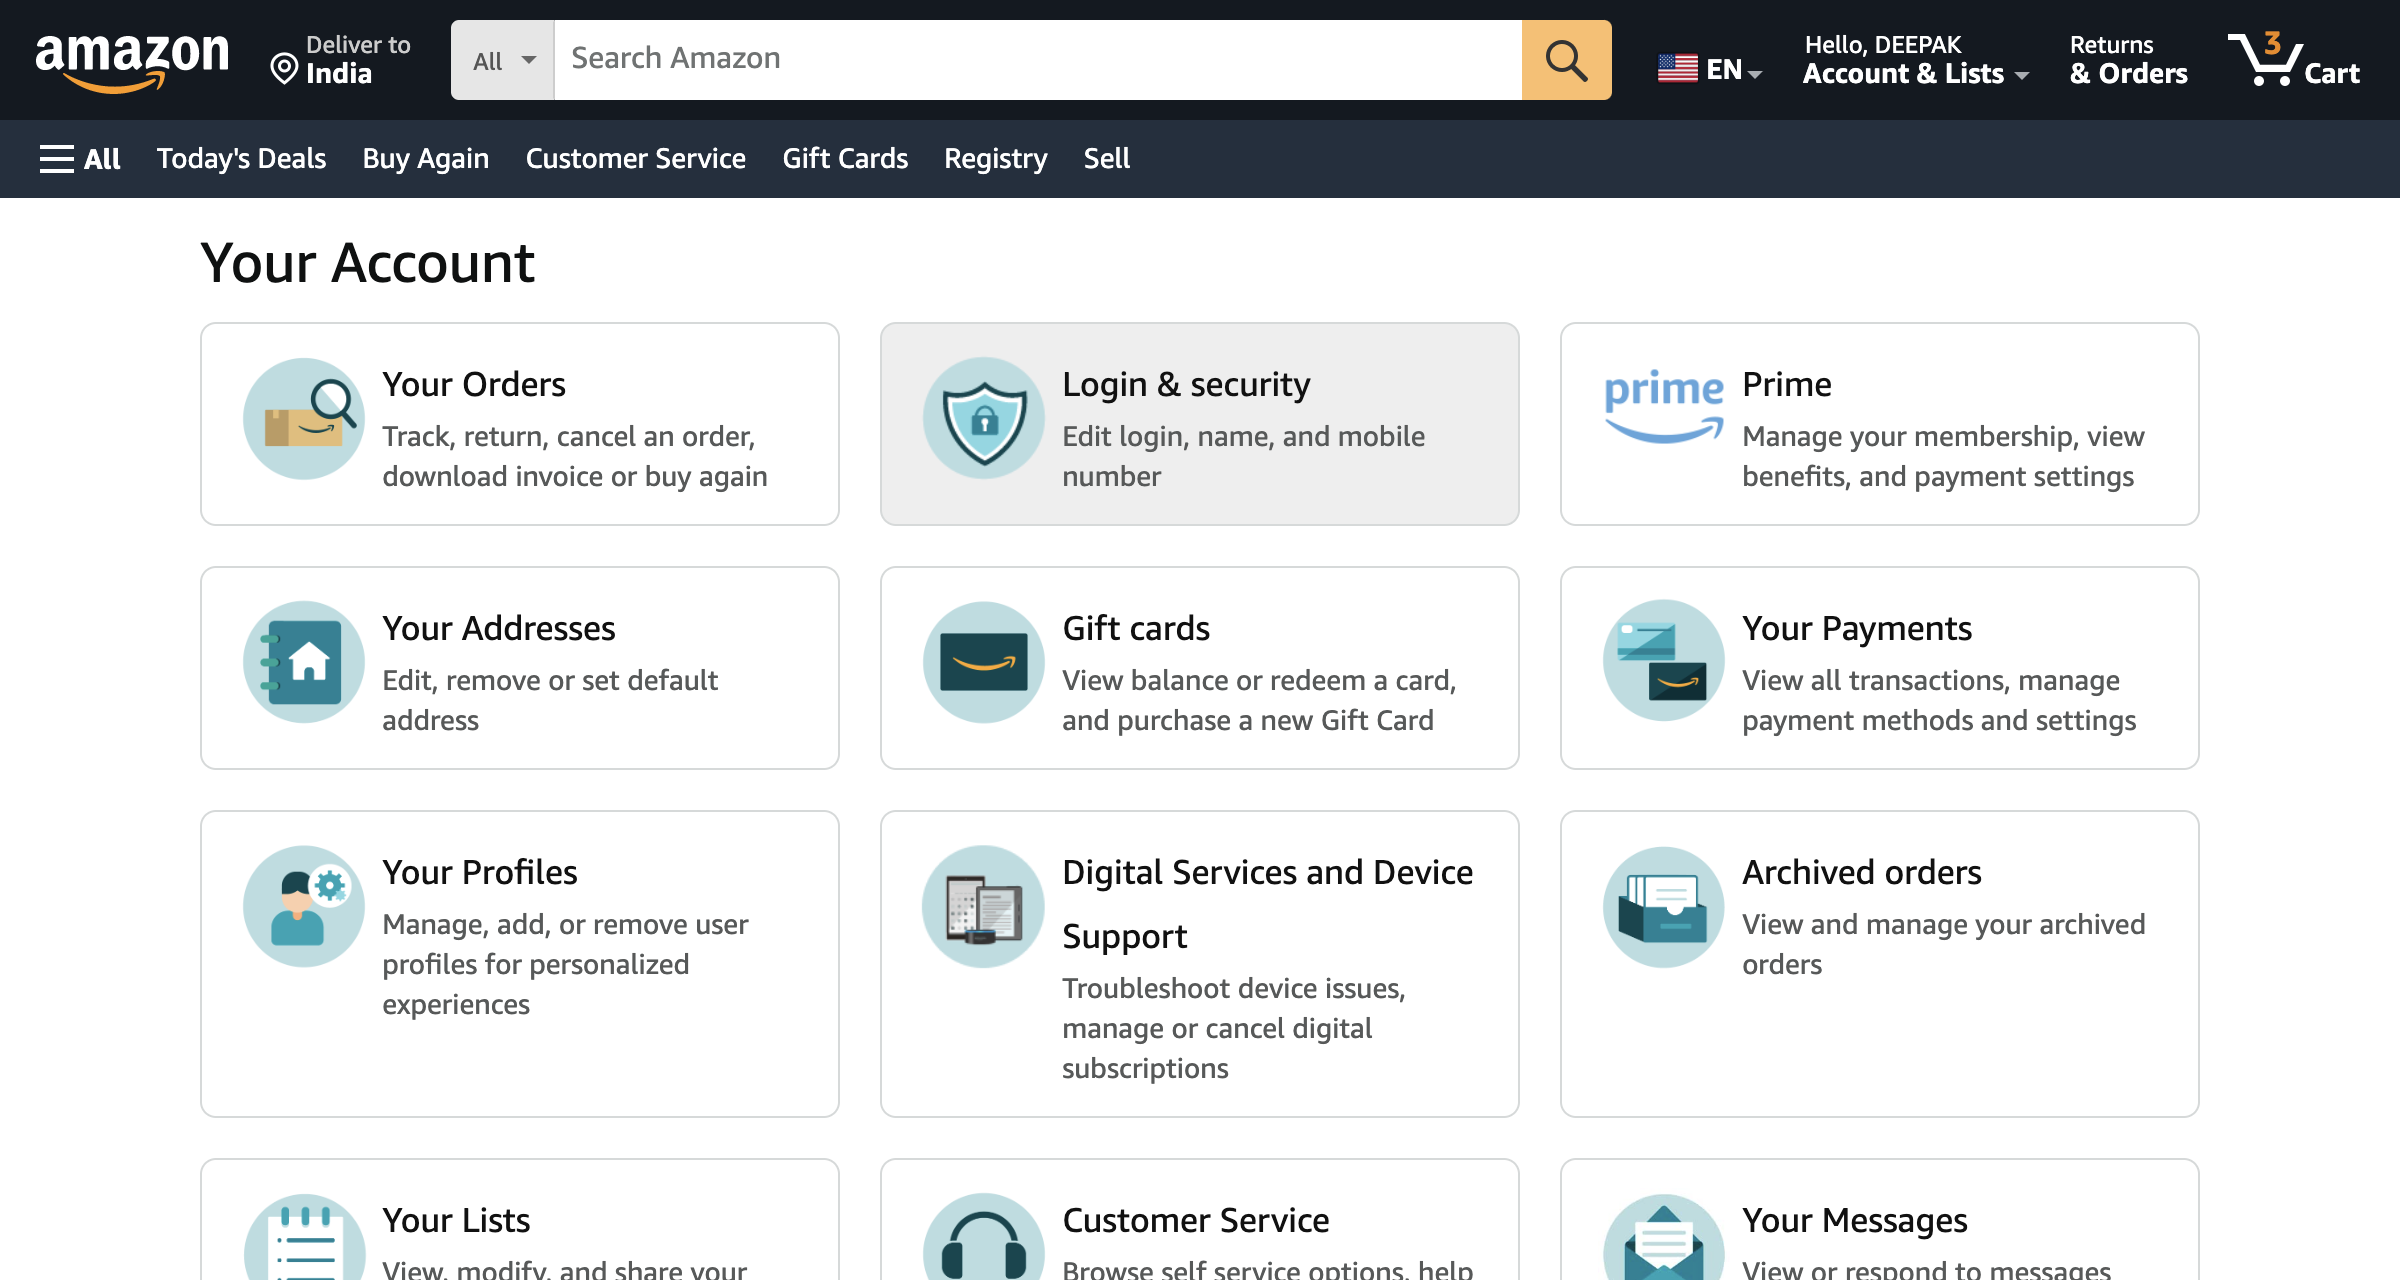 amazon
Deliver to
India
All
Search Amazon
EN
Hello, DEEPAK
Account & Lists
Returns
& Orders
3
Cart
All
Today's Deals
Buy Again
Customer Service
Gift Cards
Registry
Sell
Your Account
Your Orders
Track, return, cancel an order,
download invoice or buy again
Login & security
Edit login, name, and mobile
number
prime
Prime
Manage your membership, view
benefits, and payment settings
Your Addresses
Edit, remove or set default
address
Gift cards
View balance or redeem a card,
and purchase a new Gift Card
Your Payments
View all transactions, manage
payment methods and settings
Your Profiles
Manage, add, or remove user
profiles for personalized
experiences
Digital Services and Device
Support
Troubleshoot device issues,
manage or cancel digital
subscriptions
Archived orders
View and manage your archived
orders
Your Lists
View, modify, and share your
Customer Service
Browse self service options, help
Your Messages
View or respond to messages